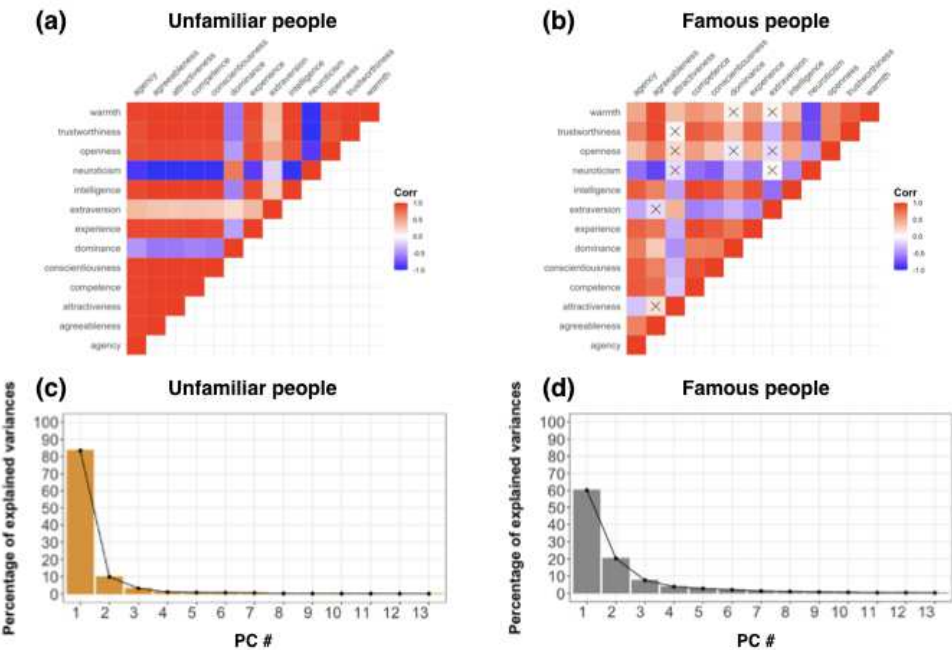 (a) Unfamiliar people
agency
agreeableness
attractiveness
competence
conscientiousness
dominance
experience
extraversion
intelligence
neuroticism
openness
trustworthiness
warmth
warmth
trustworthiness
openness
neuroticism
intelligence
extraversion
experience
dominance
conscientiousness
competence
attractiveness
agreeableness
agency
Corr
1.0
0.5
0.0
-0.5
-1.0
(b) Famous people
agency
agreeableness
attractiveness
competence
conscientiousness
dominance
experience
extraversion
intelligence
neuroticism
openness
trustworthiness
warmth
warmth
trustworthiness
openness
neuroticism
intelligence
extraversion
experience
dominance
conscientiousness
competence
attractiveness
agreeableness
agency
Corr
1.0
0.5
0.0
-0.5
-1.0
(c) Unfamiliar people
Percentage of explained variances
100
90
80
70
60
50
40
30
20
10
0
1 2 3 4 5 6 7 8 9 10 11 12 13
PC #
(d) Famous people
Percentage of explained variances
100
90
80
70
60
50
40
30
20
10
0
1 2 3 4 5 6 7 8 9 10 11 12 13
PC #